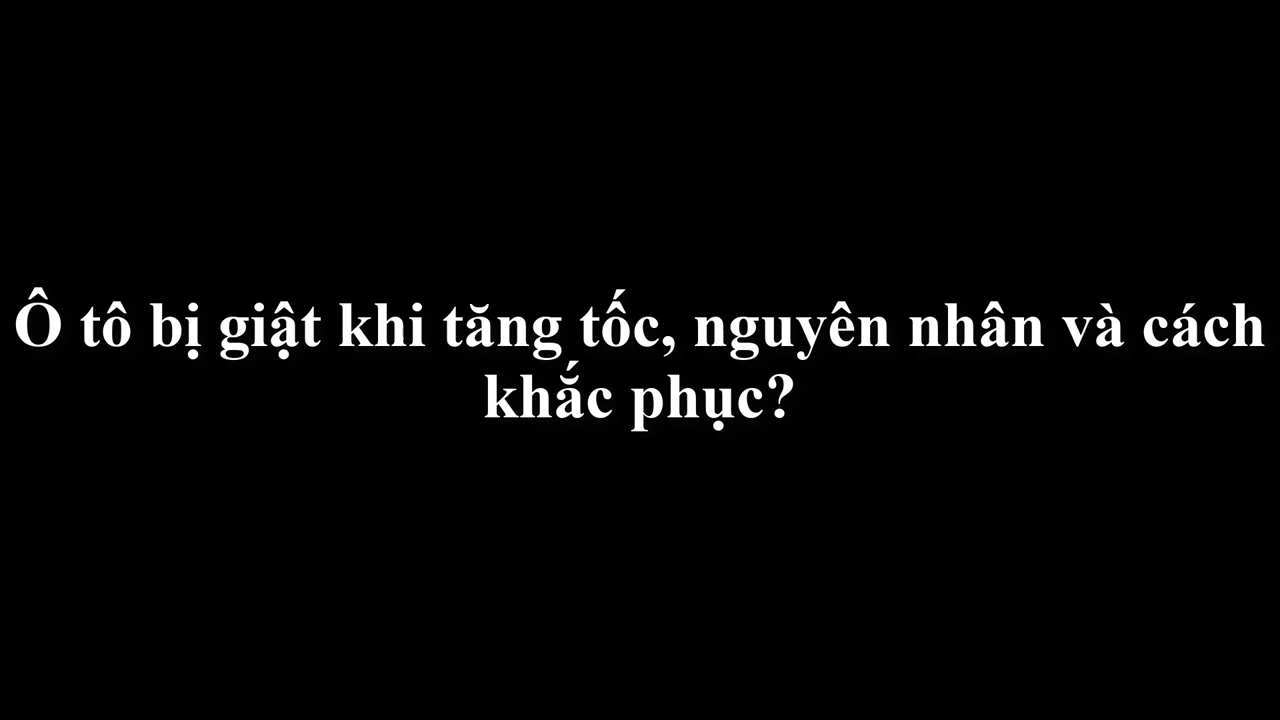 Ô tô bị giật khi tăng tốc, nguyên nhân và cách
khắc phục?